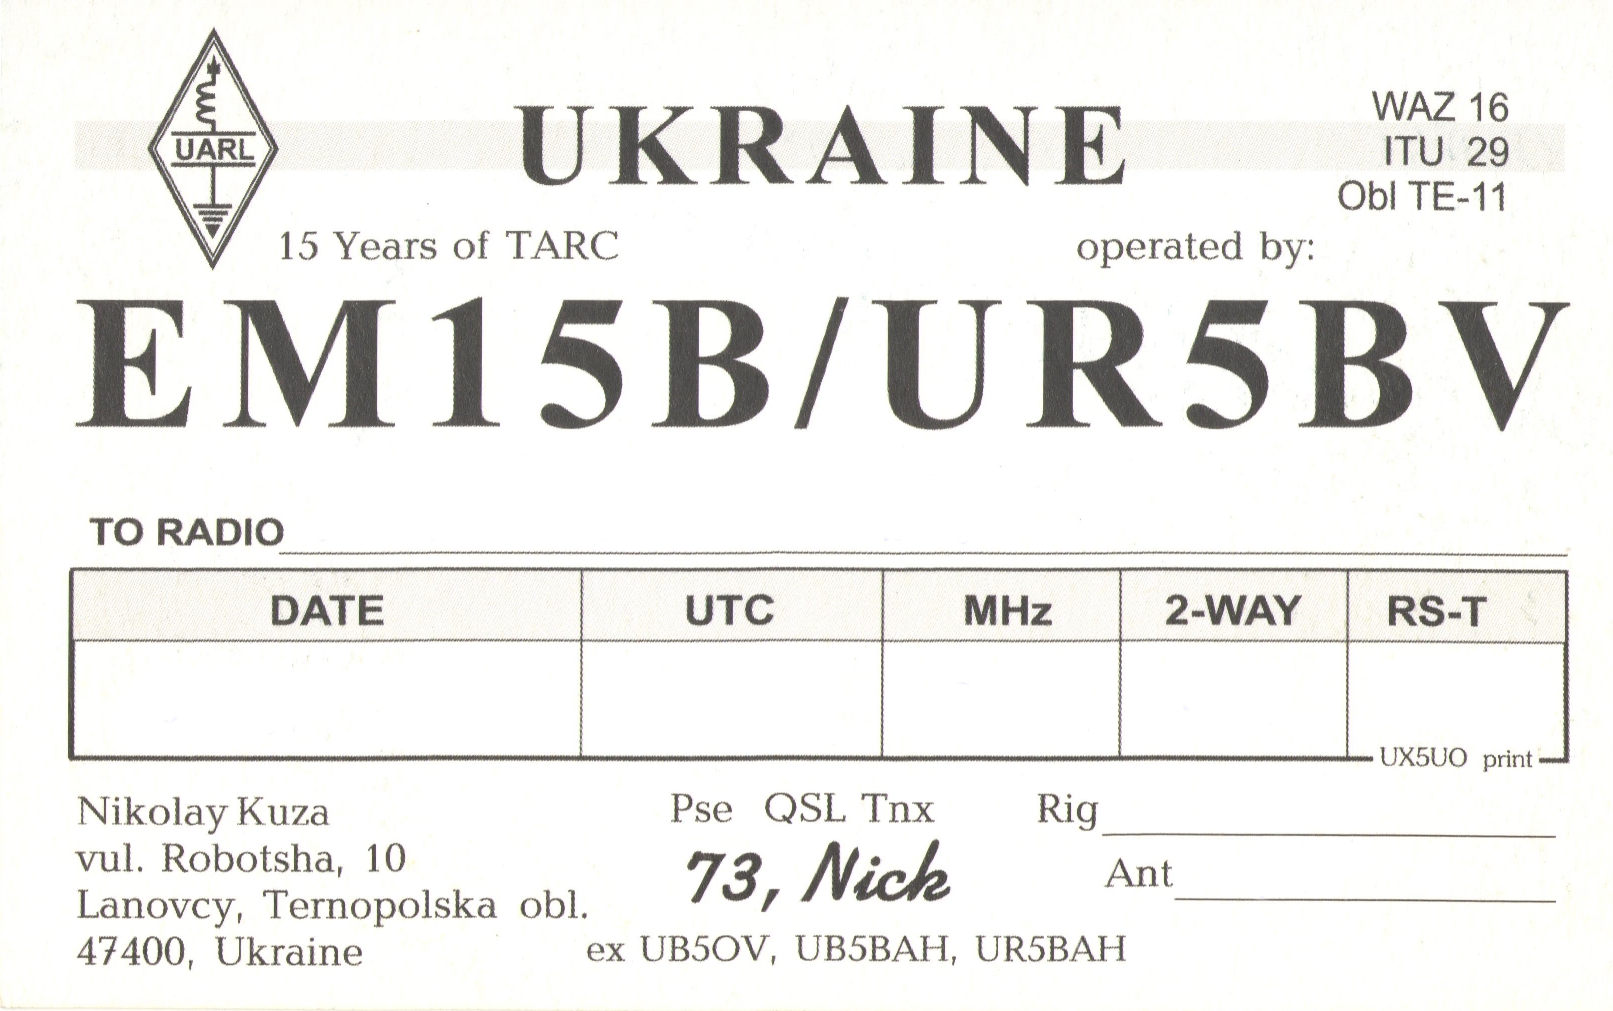 UARL
UKRAINE
WAZ 16
ITU 29
Obl TE-11
15 Years of TARC
operated by:
EM15B/UR5BV
TO RADIO
DATE UTC MHz 2-WAY RS-T
UX5UO print
Nikolay Kuza
vul. Robotsha, 10
Lanovcy, Ternopolska obl.
47400, Ukraine
Pse QSL Tnx
73, Nick
ex UB5OV, UB5BAH, UR5BAH
Rig
Ant